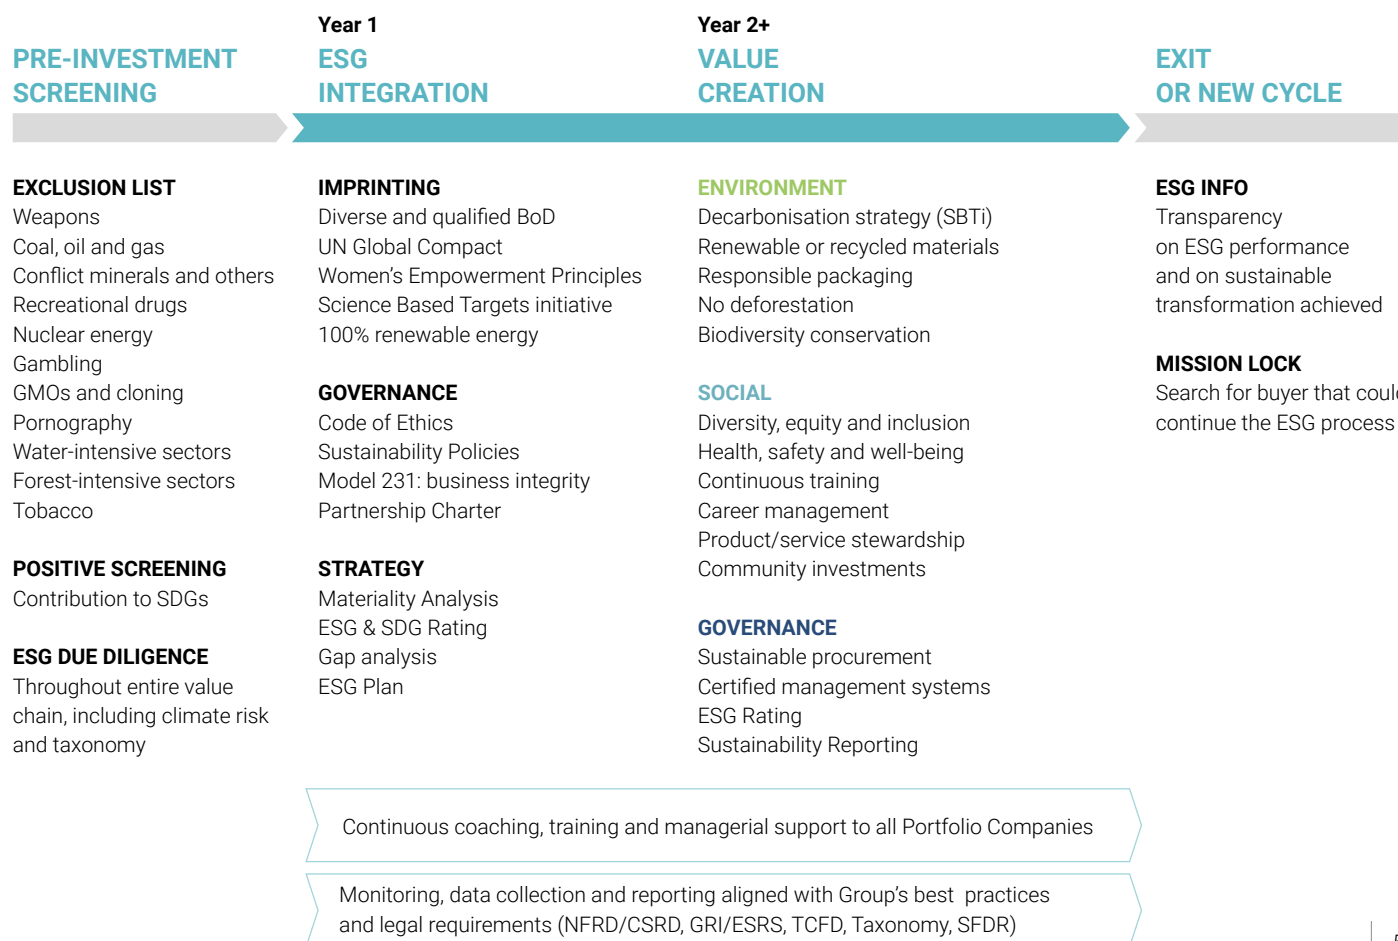 PRE-INVESTMENT
SCREENING
EXCLUSION LIST
Weapons
Coal, oil and gas
Conflict minerals and others
Recreational drugs
Nuclear energy
Gambling
GMOs and cloning
Pornography
Water-intensive sectors
Forest-intensive sectors
Tobacco
POSITIVE SCREENING
Contribution to SDGs
ESG DUE DILIGENCE
Throughout entire value
chain, including climate risk
and taxonomy
Year 1
ESG
INTEGRATION
IMPRINTING
Diverse and qualified BoD
UN Global Compact
Women's Empowerment Principles
Science Based Targets initiative
100% renewable energy
GOVERNANCE
Code of Ethics
Sustainability Policies
Model 231: business integrity
Partnership Charter
STRATEGY
Materiality Analysis
ESG & SDG Rating
Gap analysis
ESG Plan
Year 2+
VALUE
CREATION
ENVIRONMENT
Decarbonisation strategy (SBTi)
Renewable or recycled materials
Responsible packaging
No deforestation
Biodiversity conservation
SOCIAL
Diversity, equity and inclusion
Health, safety and well-being
Continuous training
Career management
Product/service stewardship
Community investments
GOVERNANCE
Sustainable procurement
Certified management systems
ESG Rating
Sustainability Reporting
EXIT
OR NEW CYCLE
ESG INFO
Transparency
on ESG performance
and on sustainable
transformation achieved
MISSION LOCK
Search for buyer that
continue the ESG process
Continuous coaching, training and managerial support to all Portfolio Companies
Monitoring, data collection and reporting aligned with Group's best practices
and legal requirements (NFRD/CSRD, GRI/ESRS, TCFD, Taxonomy, SFDR)